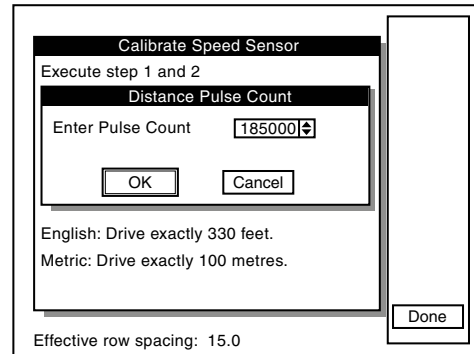 Calibrate Speed Sensor
Execute step 1 and 2
Distance Pulse Count
Enter Pulse Count 185000
OK Cancel
English: Drive exactly 330 feet.
Metric: Drive exactly 100 metres.
Done
Effective row spacing: 15.0